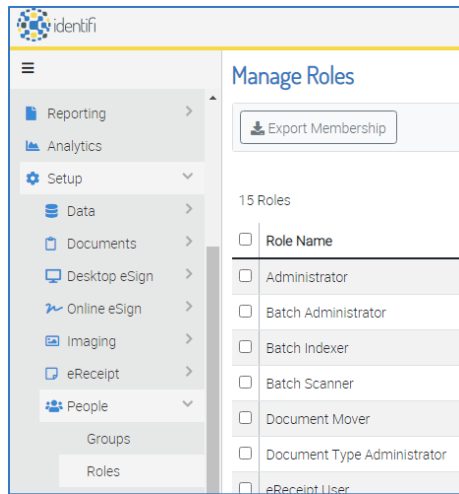 identifi
Reporting
Analytics
Setup
Data
Documents
Desktop eSign
Online eSign
Imaging
eReceipt
People
Groups
Roles
Manage Roles
Export Membership
15 Roles
Role Name
Administrator
Batch Administrator
Batch Indexer
Batch Scanner
Document Mover
Document Type Administrator
eReceipt User